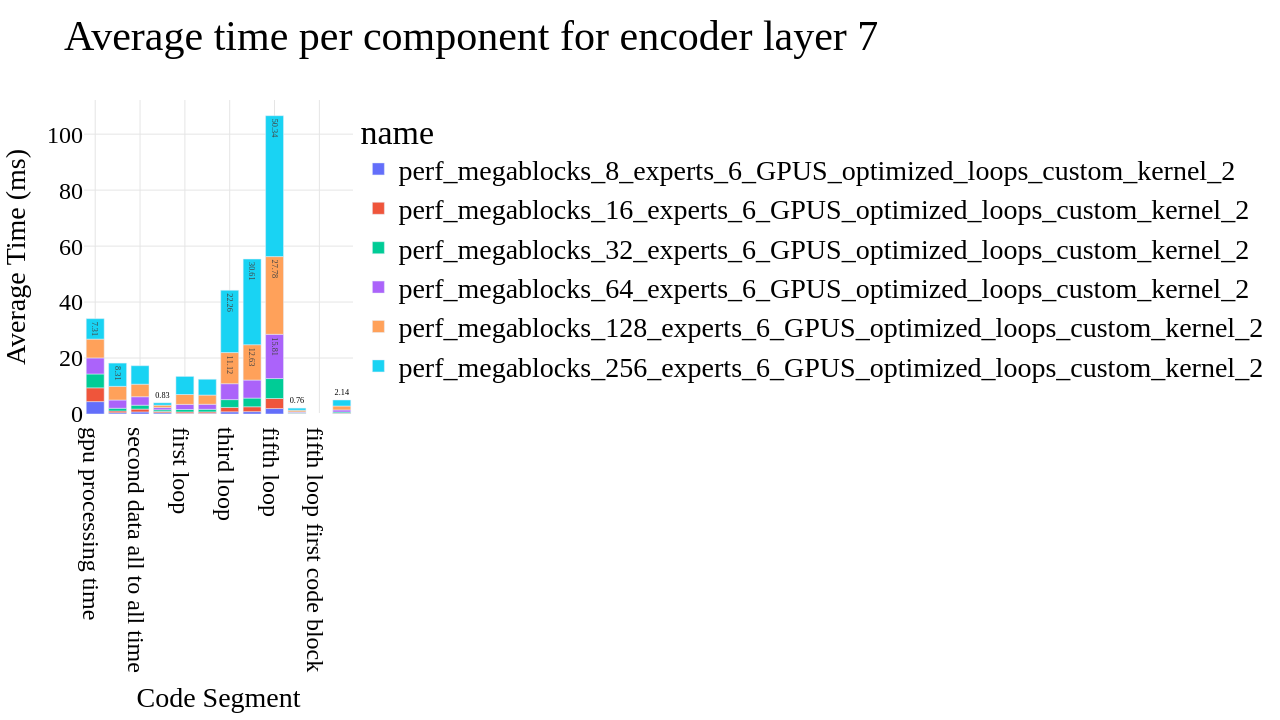 Average time per component for encoder layer 7
Average Time (ms)
100
80
60
40
20
0
7.31
8.31
0.83
22.26
11.12
30.61
12.63
50.34
27.78
15.81
0.76
2.14
gpu processing time
second data all to all time
first loop
third loop
fifth loop
fifth loop first code block
Code Segment
name
perf_megablocks_8_experts_6_GPUS_optimized_loops_custom_kernel_2
perf_megablocks_16_experts_6_GPUS_optimized_loops_custom_kernel_2
perf_megablocks_32_experts_6_GPUS_optimized_loops_custom_kernel_2
perf_megablocks_64_experts_6_GPUS_optimized_loops_custom_kernel_2
perf_megablocks_128_experts_6_GPUS_optimized_loops_custom_kernel_2
perf_megablocks_256_experts_6_GPUS_optimized_loops_custom_kernel_2